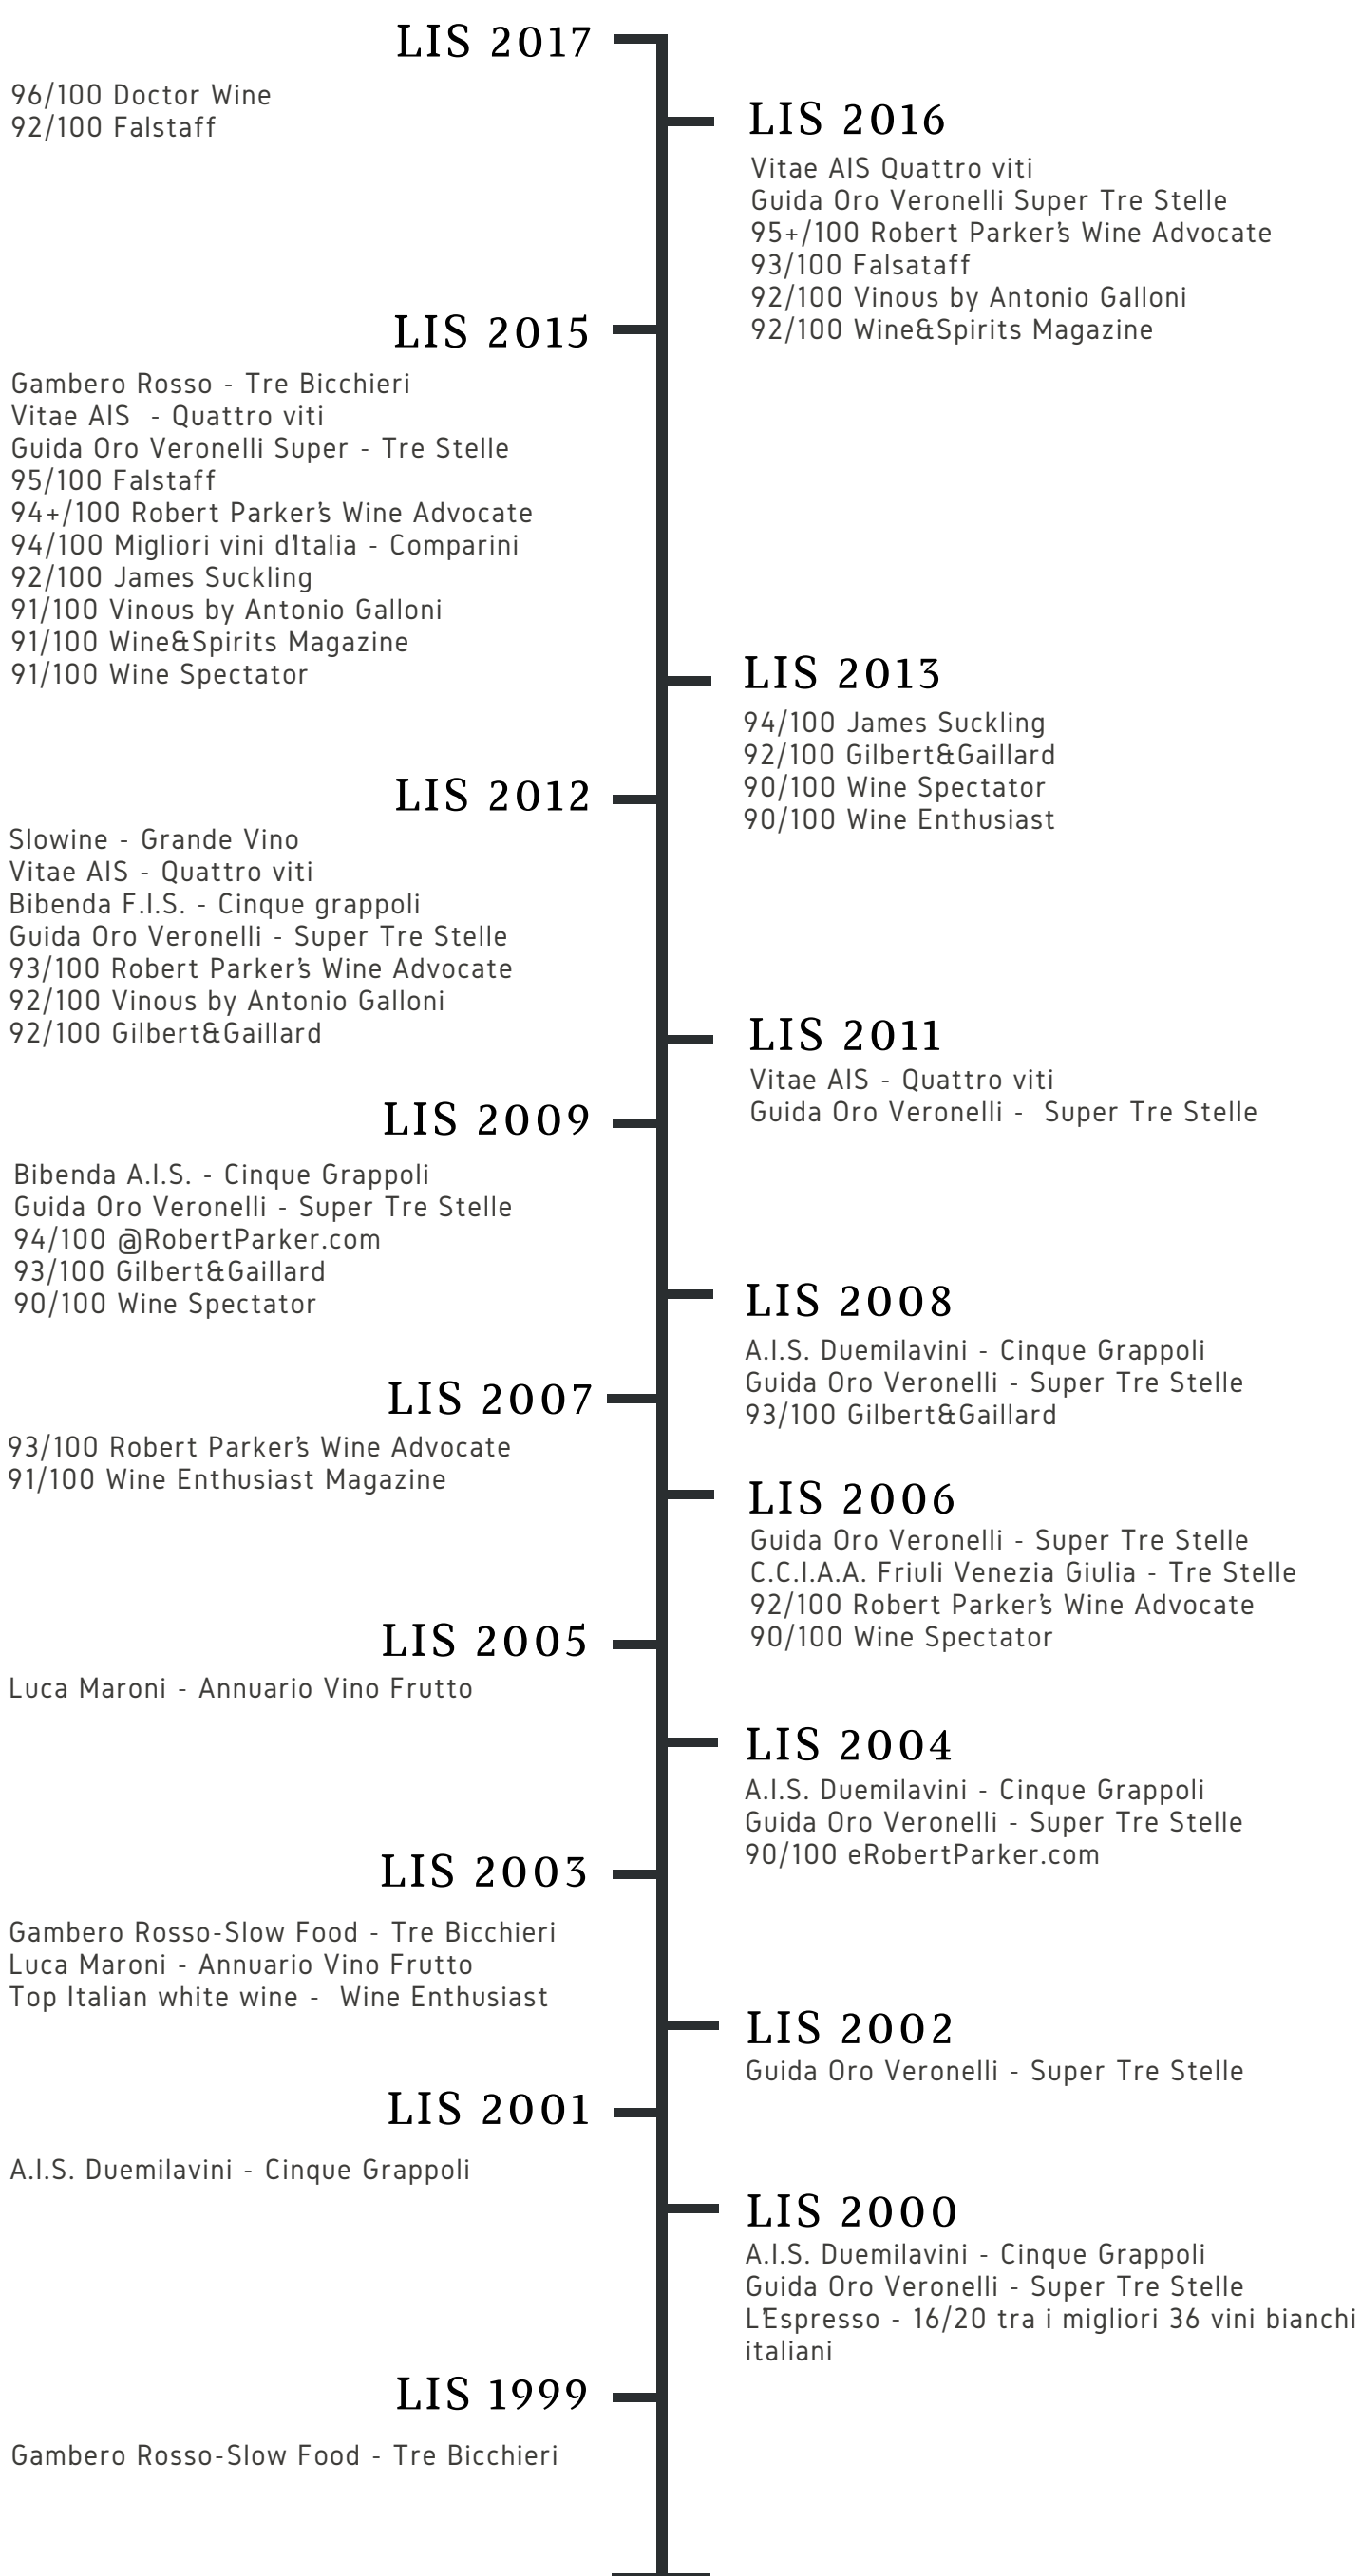 LIS 2017
96/100 Doctor Wine
92/100 Falstaff
LIS 2016
Vitae AIS Quattro viti
Guida Oro Veronelli Super Tre Stelle
95+/100 Robert Parker's Wine Advocate
93/100 Falsataff
92/100 Vinous by Antonio Galloni
92/100 Wine&Spirits Magazine
LIS 2015
Gambero Rosso - Tre Bicchieri
Vitae AIS  - Quattro viti
Guida Oro Veronelli Super - Tre Stelle
95/100 Falstaff
94+/100 Robert Parker's Wine Advocate
94/100 Migliori vini d'Italia - Comparini
92/100 James Suckling
91/100 Vinous by Antonio Galloni
91/100 Wine&Spirits Magazine
91/100 Wine Spectator
LIS 2013
94/100 James Suckling
92/100 Gilbert&Gaillard
90/100 Wine Spectator
90/100 Wine Enthusiast
LIS 2012
Slowine - Grande Vino
Vitae AIS - Quattro viti
Bibenda F.I.S. - Cinque grappoli
Guida Oro Veronelli - Super Tre Stelle
93/100 Robert Parker's Wine Advocate
92/100 Vinous by Antonio Galloni
92/100 Gilbert&Gaillard
LIS 2011
Vitae AIS - Quattro viti
Guida Oro Veronelli -  Super Tre Stelle
LIS 2009
Bibenda A.I.S. - Cinque Grappoli
Guida Oro Veronelli - Super Tre Stelle
94/100 @RobertParker.com
93/100 Gilbert&Gaillard
90/100 Wine Spectator
LIS 2008
A.I.S. Duemilavini - Cinque Grappoli
Guida Oro Veronelli - Super Tre Stelle
93/100 Gilbert&Gaillard
LIS 2007
93/100 Robert Parker's Wine Advocate
91/100 Wine Enthusiast Magazine
LIS 2006
Guida Oro Veronelli - Super Tre Stelle
C.C.I.A.A. Friuli Venezia Giulia - Tre Stelle
92/100 Robert Parker's Wine Advocate
90/100 Wine Spectator
LIS 2005
Luca Maroni - Annuario Vino Frutto
LIS 2004
A.I.S. Duemilavini - Cinque Grappoli
Guida Oro Veronelli - Super Tre Stelle
90/100 eRobertParker.com
LIS 2003
Gambero Rosso-Slow Food - Tre Bicchieri
Luca Maroni - Annuario Vino Frutto
Top Italian white wine -  Wine Enthusiast
LIS 2002
Guida Oro Veronelli - Super Tre Stelle
LIS 2001
A.I.S. Duemilavini - Cinque Grappoli
LIS 2000
A.I.S. Duemilavini - Cinque Grappoli
Guida Oro Veronelli - Super Tre Stelle
L'Espresso - 16/20 tra i migliori 36 vini bianchi
italiani
LIS 1999
Gambero Rosso-Slow Food - Tre Bicchieri